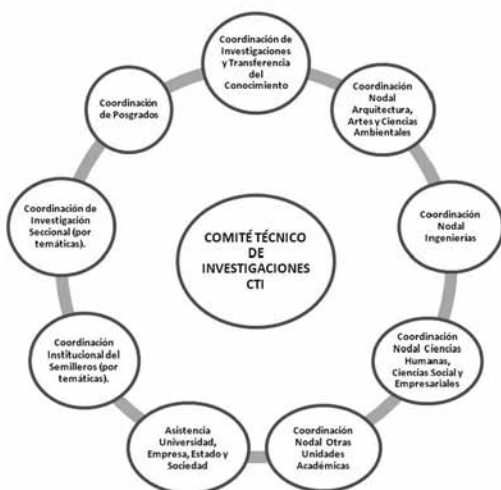 Coordinación de
Investigaciones
y Transferencia
del
Conocimiento
Coordinación
Nodal
Arquitectura,
Artes y Ciencias
Ambientales
Coordinación
Nodal
Ingenierías
Coordinación
Nodal Ciencias
Humanas,
Ciencias Social y
Empresariales
Coordinación
Nodal Otras
Unidades
Académicas
Asistencia
Universidad,
Empresa, Estado y
Sociedad
Coordinación
Institucional del
Semilleros (por
temáticas).
Coordinación de
Investigación
Seccional (por
temáticas).
Coordinación
de Posgrados
COMITÉ TÉCNICO
DE
INVESTIGACIONES
CTI